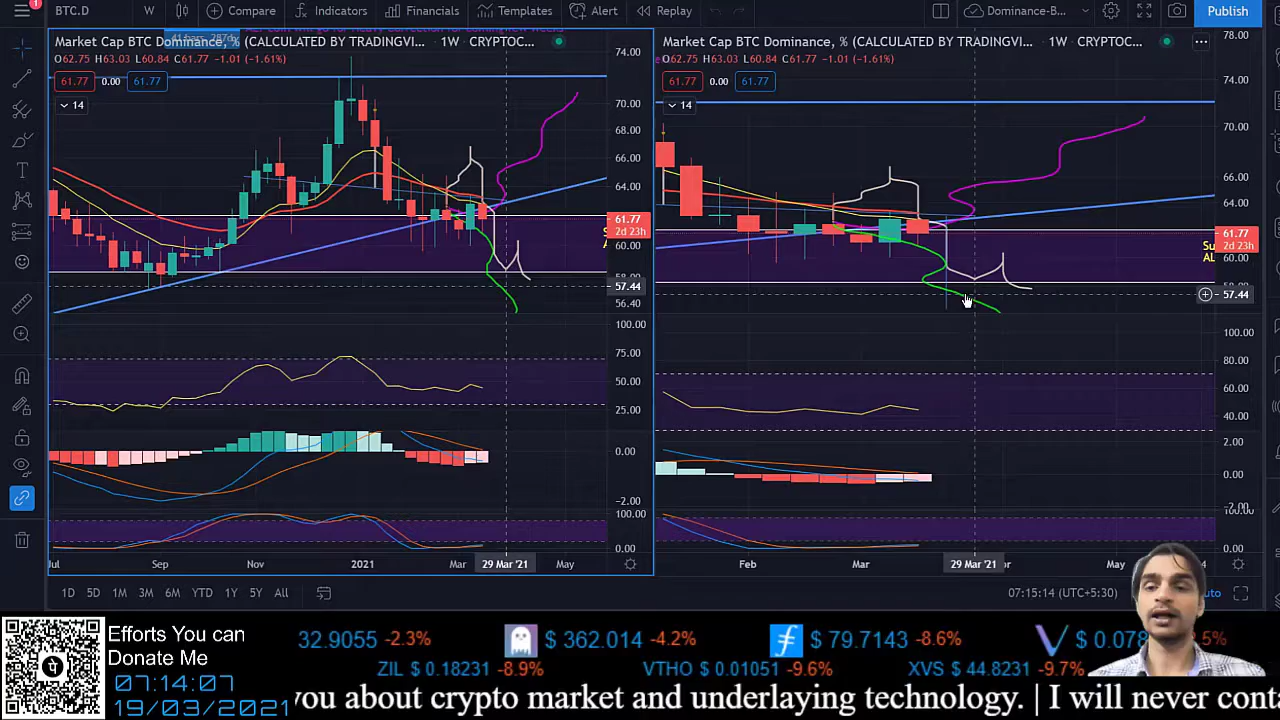 BTC.D W Compare Indicators Financials Templates Alert Replay Dominance-B... Publish
Market Cap BTC Dominance, % (CALCULATED BY TRADINGVI... 1W CRYPTOC...
O62.75 H63.03 L60.84 C61.77 -1.01 (-1.61%)
61.77 0.00 61.77
14
74.00
70.00
68.00
66.00
64.00
61.77
2d 23h
60.00
57.44
56.40
100.00
75.00
50.00
25.00
0.00
-2.00
100.00
0.00
Jul Sep Nov 2021 Mar 29 Mar '21 May
Market Cap BTC Dominance, % (CALCULATED BY TRADINGVI... 1W CRYPTOC...
O62.75 H63.03 L60.84 C61.77 -1.01 (-1.61%)
61.77 0.00 61.77
14
78.00
74.00
70.00
66.00
64.00
61.77
2d 23h
Su
AL
60.00
57.44
100.00
80.00
60.00
40.00
2.00
0.00
0.00
Feb Mar 29 Mar '21 May
1D 5D 1M 3M 6M YTD 1Y 5Y All 07:15:14 (UTC+5:30)
Efforts You can
Donate Me
07:14:07
19/03/2021
32.9055 -2.3% $ 362.014 -4.2% $ 79.7143 -8.6% $ 0.078
ZIL $ 0.18231 -8.9% VTHO $ 0.01051 -9.6% XVS $ 44.8231 -9.7%
you about crypto market and underlaying technology. | I will never cont